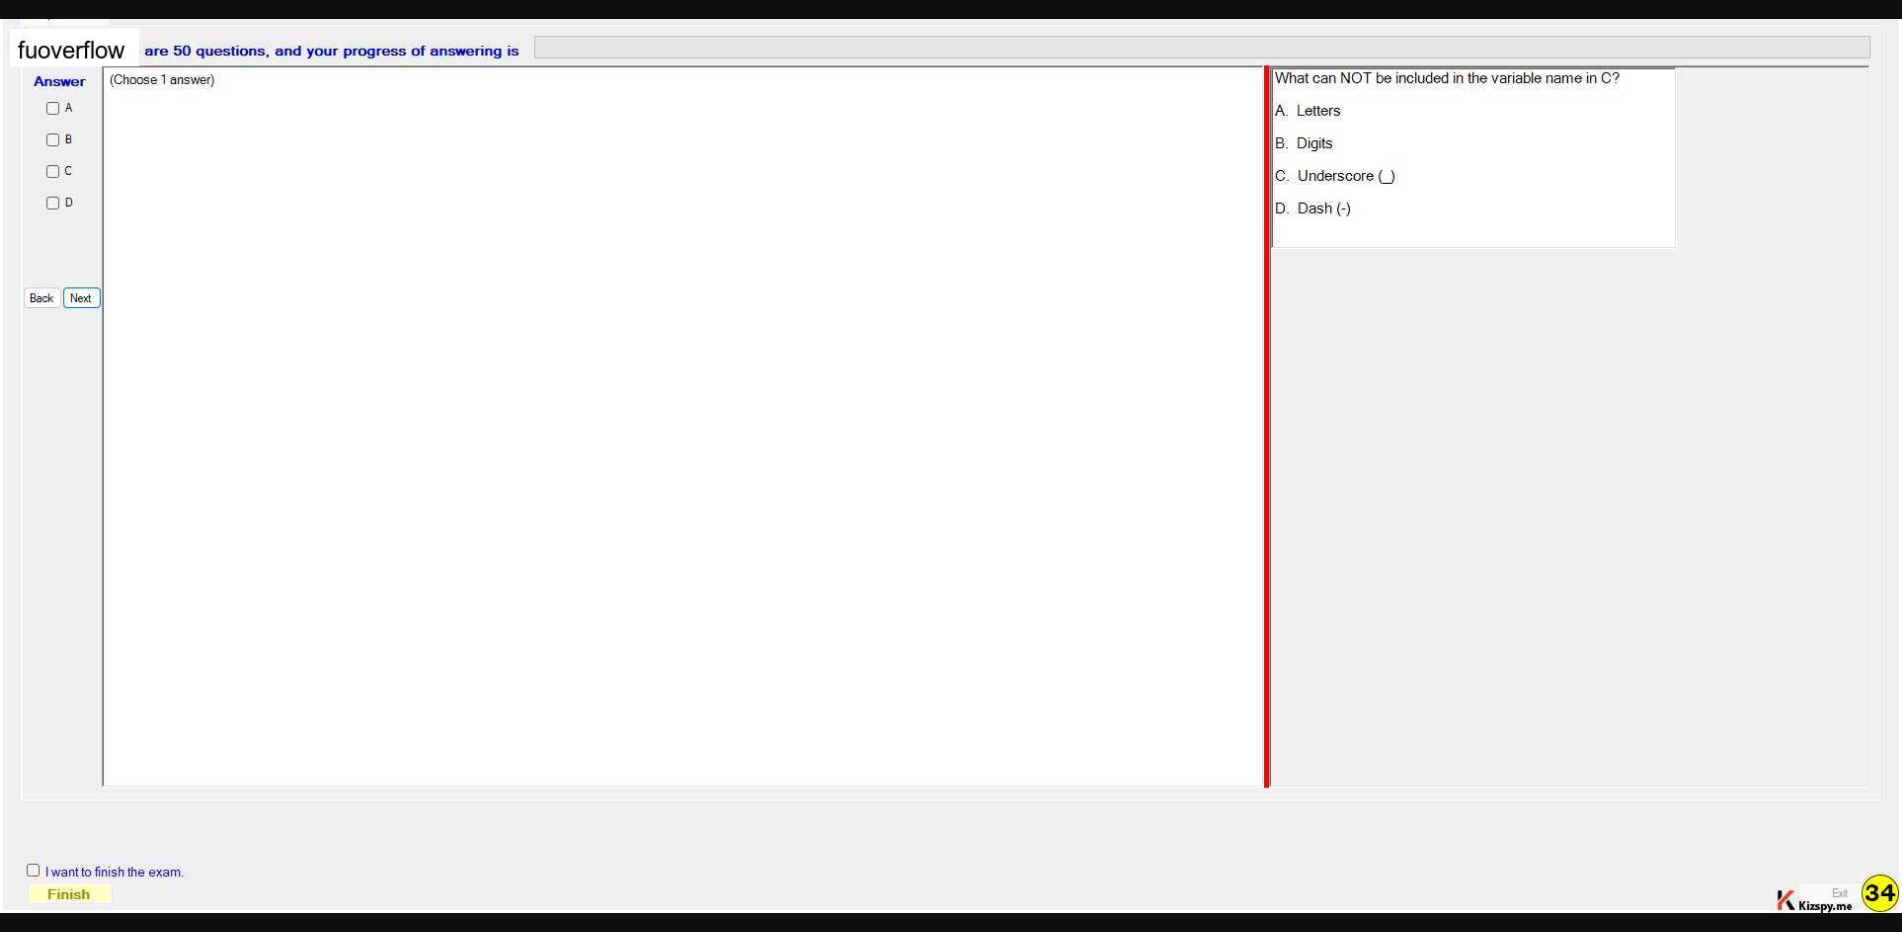 fuoverflow are 50 questions, and your progress of answering is
Answer
(Choose 1 answer)
A
B
C
D
Back Next
What can NOT be included in the variable name in C?
A. Letters
B. Digits
C. Underscore (_)
D. Dash (-)
I want to finish the exam.
Finish
Exit
Kizspy.me
34